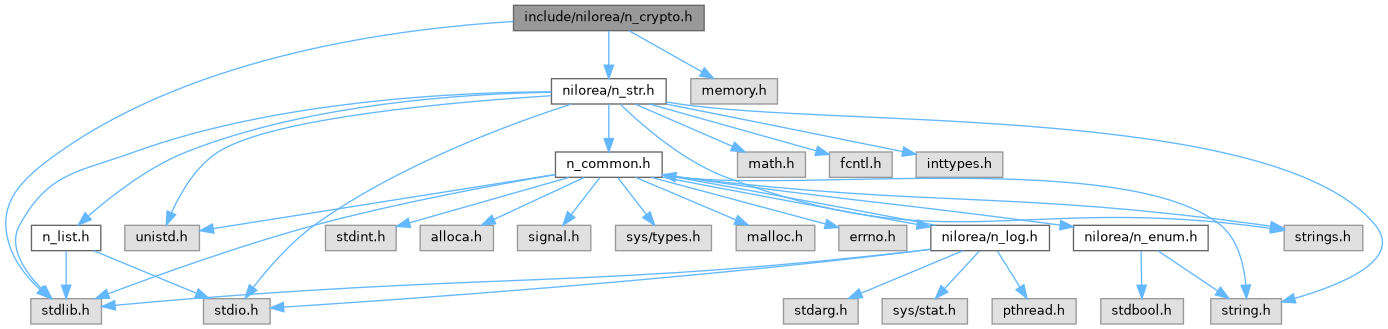 include/nilorea/n_crypto.h
nilorea/n_str.h
memory.h
n_common.h
math.h
fcntl.h
inttypes.h
n_list.h
unistd.h
stdint.h
alloca.h
signal.h
sys/types.h
malloc.h
errno.h
nilorea/n_log.h
nilorea/n_enum.h
strings.h
stdlib.h
stdio.h
stdarg.h
sys/stat.h
pthread.h
stdbool.h
string.h